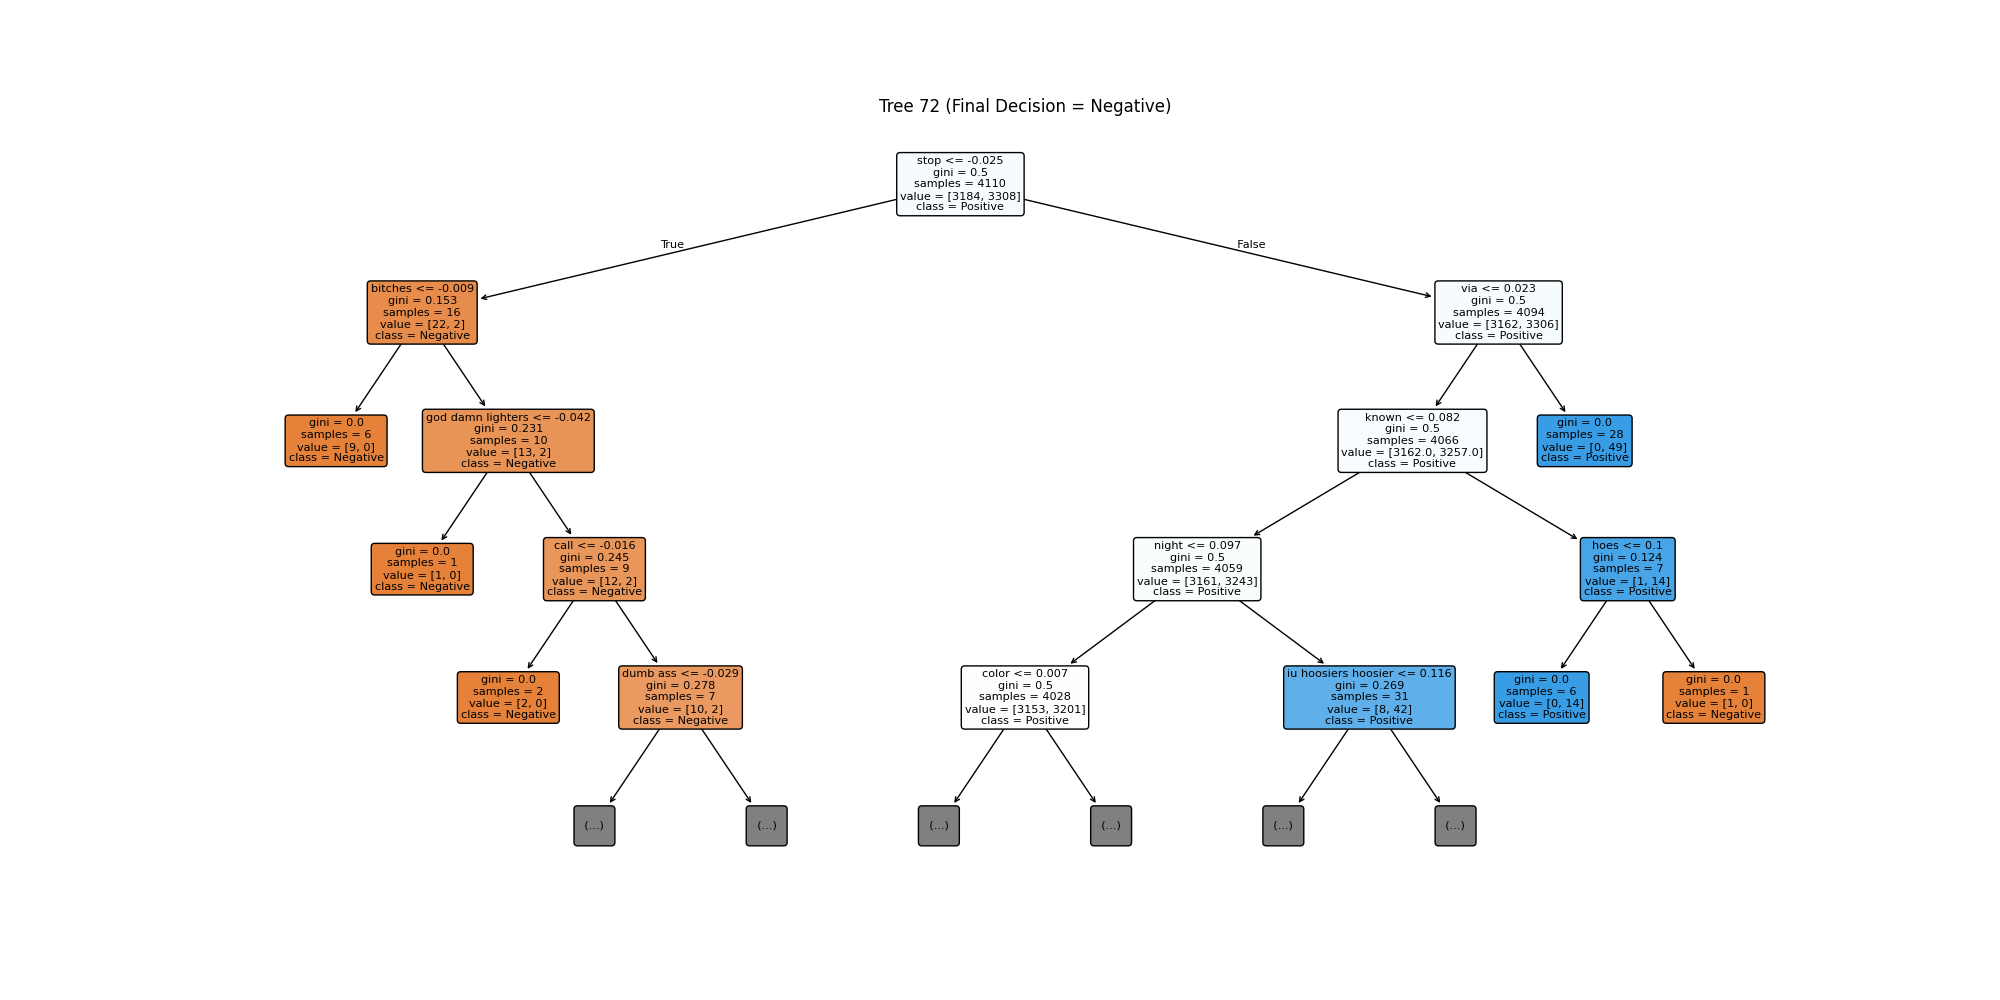 Tree 72 (Final Decision = Negative)
stop <= -0.025
gini = 0.5
samples = 4110
value = [3184, 3308]
class = Positive
True
False
bitches <= -0.009
gini = 0.153
samples = 16
value = [22, 2]
class = Negative
via <= 0.023
gini = 0.5
samples = 4094
value = [3162, 3306]
class = Positive
gini = 0.0
samples = 6
value = [9, 0]
class = Negative
god damn lighters <= -0.042
gini = 0.231
samples = 10
value = [13, 2]
class = Negative
known <= 0.082
gini = 0.5
samples = 4066
value = [3162.0, 3257.0]
class = Positive
gini = 0.0
samples = 28
value = [0, 49]
class = Positive
gini = 0.0
samples = 1
value = [1, 0]
class = Negative
call <= -0.016
gini = 0.245
samples = 9
value = [12, 2]
class = Negative
night <= 0.097
gini = 0.5
samples = 4059
value = [3161, 3243]
class = Positive
hoes <= 0.1
gini = 0.124
samples = 7
value = [1, 14]
class = Positive
gini = 0.0
samples = 2
value = [2, 0]
class = Negative
dumb ass <= -0.029
gini = 0.278
samples = 7
value = [10, 2]
class = Negative
color <= 0.007
gini = 0.5
samples = 4028
value = [3153, 3201]
class = Positive
iu hoosiers hoosier <= 0.116
gini = 0.269
samples = 31
value = [8, 42]
class = Positive
gini = 0.0
samples = 6
value = [0, 14]
class = Positive
gini = 0.0
samples = 1
value = [1, 0]
class = Negative
(...)
(...)
(...)
(...)
(...)
(...)